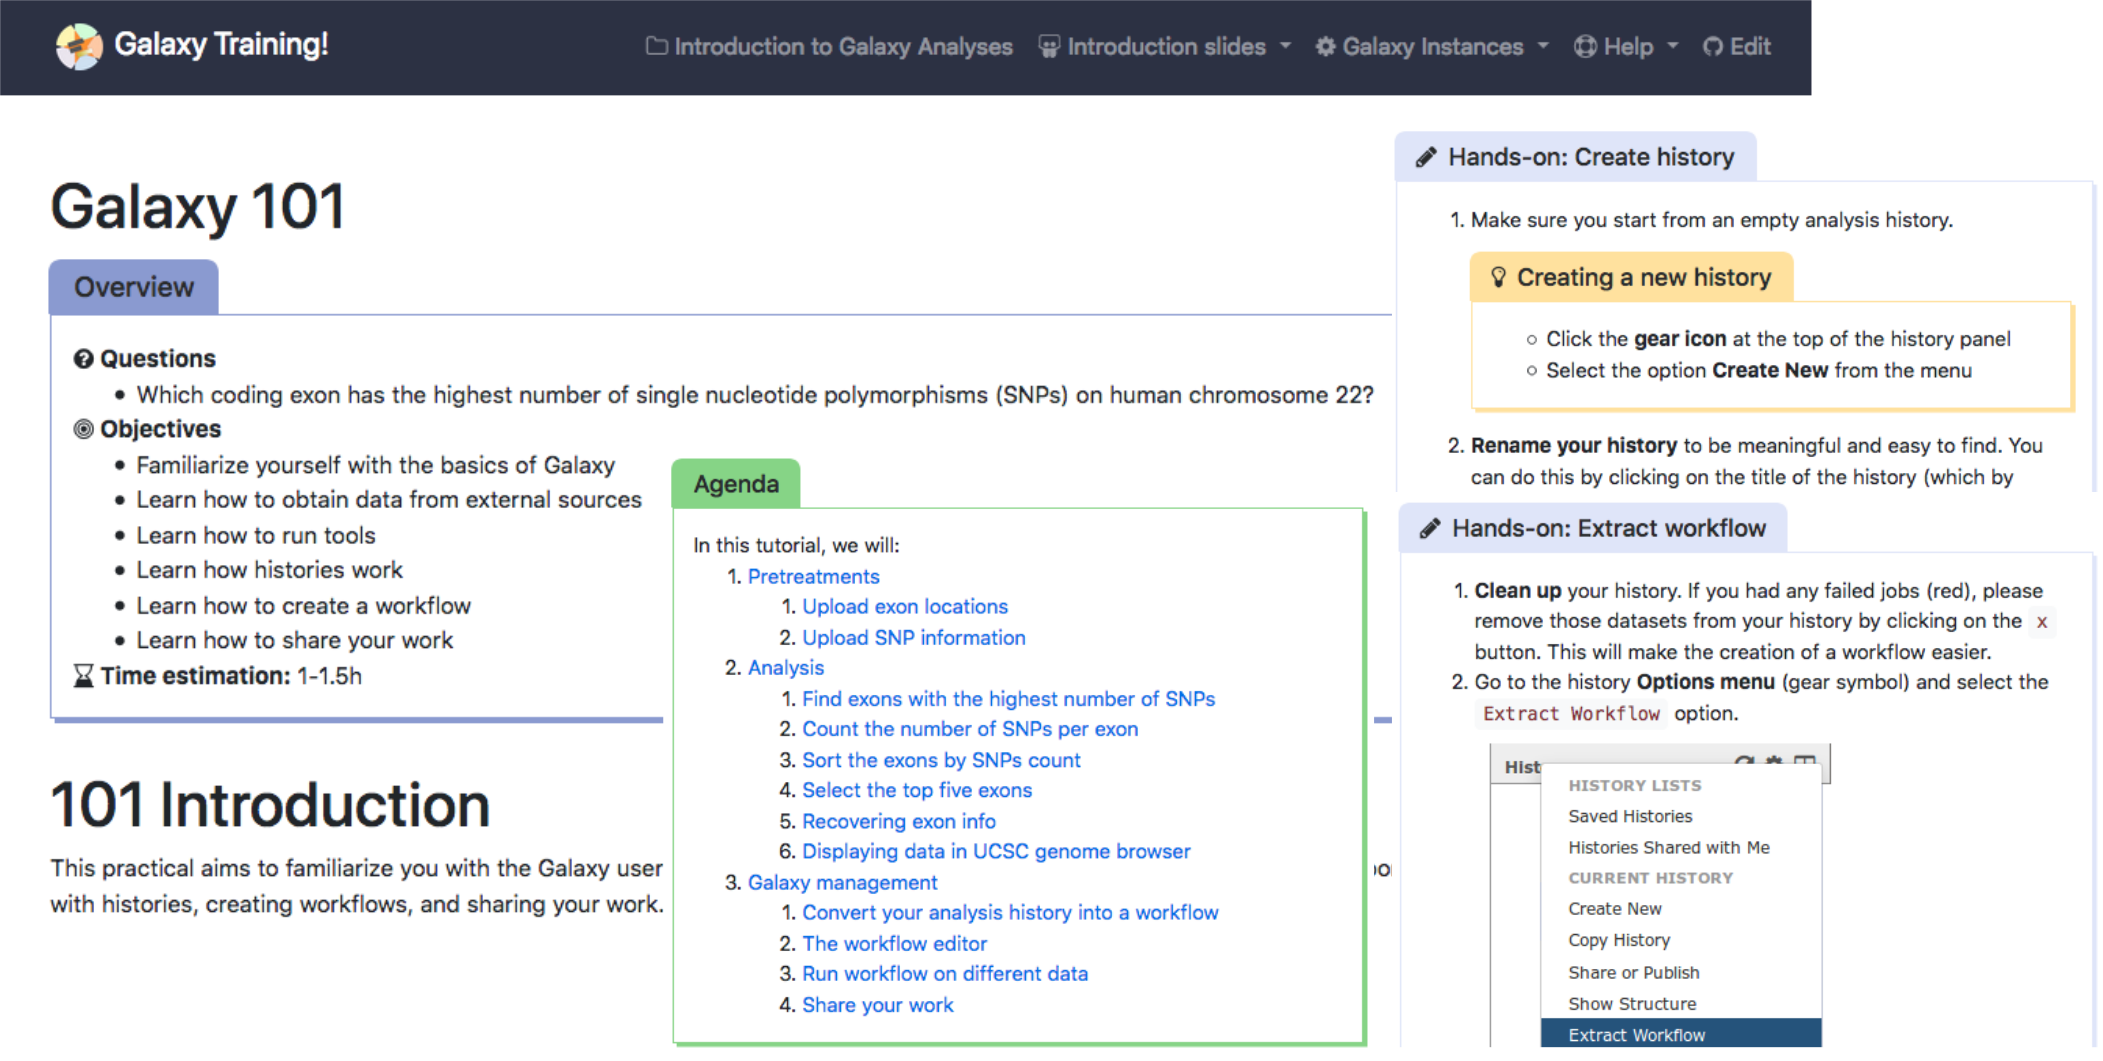 Galaxy Training!
Introduction to Galaxy Analyses
Introduction slides
Galaxy Instances
Help
Edit
Galaxy 101
Overview
Questions
Which coding exon has the highest number of single nucleotide polymorphisms (SNPs) on human chromosome 22?
Objectives
Familiarize yourself with the basics of Galaxy
Learn how to obtain data from external sources
Learn how to run tools
Learn how histories work
Learn how to create a workflow
Learn how to share your work
Time estimation: 1-1.5h
101 Introduction
This practical aims to familiarize you with the Galaxy user
with histories, creating workflows, and sharing your work.
Agenda
In this tutorial, we will:
1. Pretreatments
1. Upload exon locations
2. Upload SNP information
2. Analysis
1. Find exons with the highest number of SNPs
2. Count the number of SNPs per exon
3. Sort the exons by SNPs count
4. Select the top five exons
5. Recovering exon info
6. Displaying data in UCSC genome browser
3. Galaxy management
1. Convert your analysis history into a workflow
2. The workflow editor
3. Run workflow on different data
4. Share your work
Hands-on: Create history
1. Make sure you start from an empty analysis history.
Creating a new history
Click the gear icon at the top of the history panel
Select the option Create New from the menu
2. Rename your history to be meaningful and easy to find. You
can do this by clicking on the title of the history (which by
Hands-on: Extract workflow
1. Clean up your history. If you had any failed jobs (red), please
remove those datasets from your history by clicking on the x
button. This will make the creation of a workflow easier.
2. Go to the history Options menu (gear symbol) and select the
Extract Workflow option.
Hist
HISTORY LISTS
Saved Histories
Histories Shared with Me
CURRENT HISTORY
Create New
Copy History
Share or Publish
Show Structure
Extract Workflow